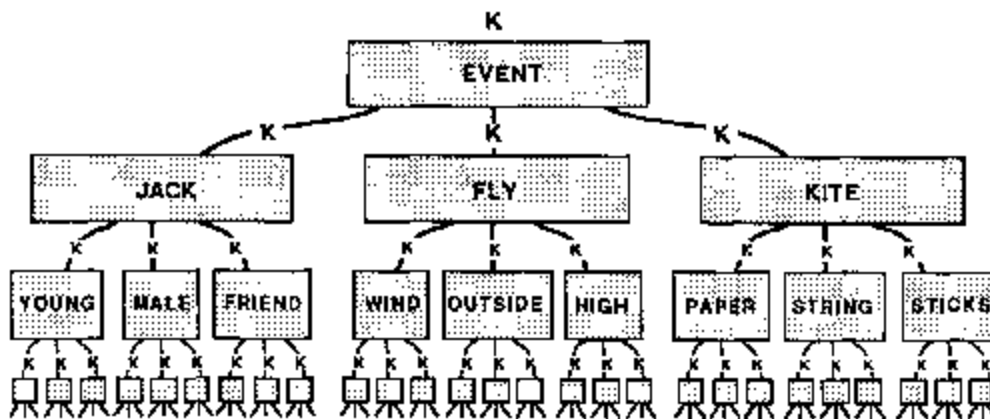 K
EVENT
K K K
JACK FLY KITE
K K K K K K K K K
YOUNG MALE FRIEND WIND OUTSIDE HIGH PAPER STRING STICKS
K K K K K K K K K K K K K K K K K K K K K K K K K K K